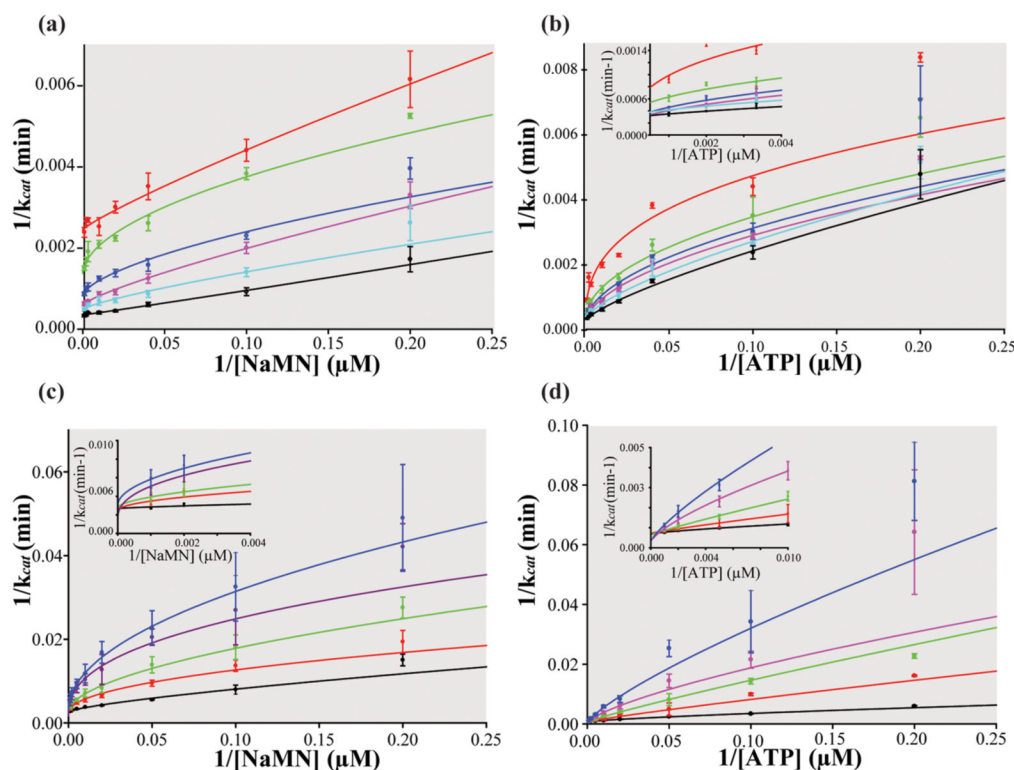 (a)
1/kcat (min)
0.006
0.004
0.002
0.000
0.00 0.05 0.10 0.15 0.20 0.25
1/[NaMN] (μM)
(b)
1/kcat (min)
0.008
0.006
0.004
0.002
0.000
0.00 0.05 0.10 0.15 0.20 0.25
1/[ATP] (μM)
1/kcat(min-1)
0.0014
0.0006
0.0000
0.002 0.004
1/[ATP] (μM)
(c)
1/kcat (min)
0.06
0.04
0.02
0.00
0.00 0.05 0.10 0.15 0.20 0.25
1/[NaMN] (μM)
1/kcat(min-1)
0.010
0.006
0.003
0.000
0.000 0.002 0.004
1/[NaMN] (μM)
(d)
1/kcat (min)
0.10
0.08
0.06
0.04
0.02
0.00
0.00 0.05 0.10 0.15 0.20 0.25
1/[ATP] (μM)
1/kcat(min-1)
0.005
0.003
0.002
0.000
0.000 0.004 0.010
1/[ATP] (μM)